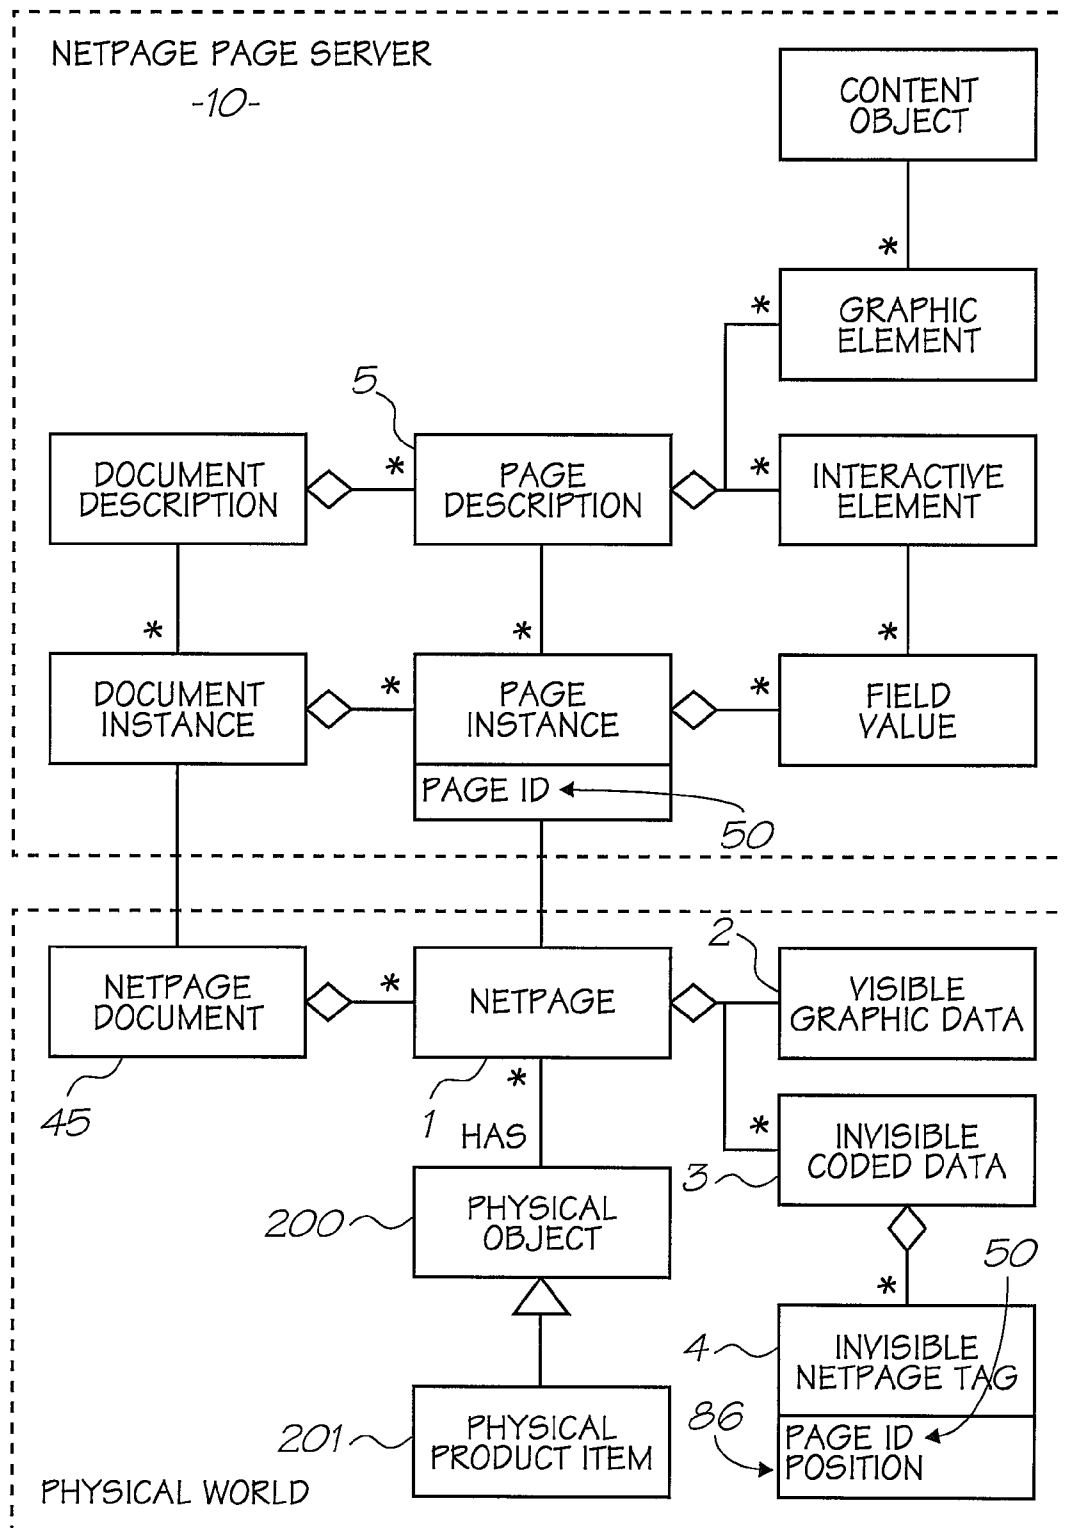 NETPAGE PAGE SERVER
-10-
CONTENT
OBJECT
*
*
GRAPHIC
ELEMENT
5
DOCUMENT
DESCRIPTION
*
PAGE
DESCRIPTION
*
INTERACTIVE
ELEMENT
*
*
*
DOCUMENT
INSTANCE
*
PAGE
INSTANCE
*
FIELD
VALUE
PAGE ID
50
2
NETPAGE
DOCUMENT
*
NETPAGE
VISIBLE
GRAPHIC DATA
45
1
*
HAS
*
3
INVISIBLE
CODED DATA
200
PHYSICAL
OBJECT
50
*
4
INVISIBLE
NETPAGE TAG
201
PHYSICAL
PRODUCT ITEM
86
PAGE ID
POSITION
PHYSICAL WORLD